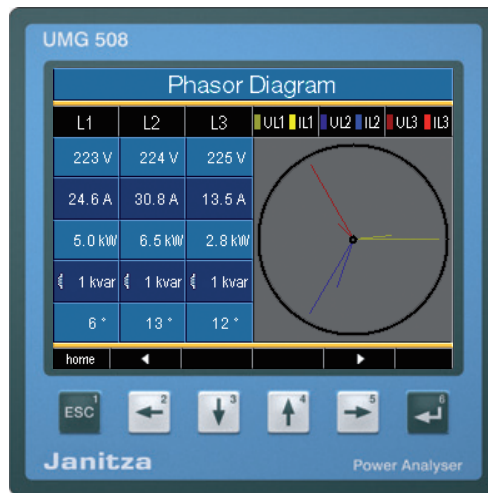 UMG 508
Phasor Diagram
L1 L2 L3 UL1 IL1 UL2 IL2 UL3 IL3
223 V 224 V 225 V
24.6 A 30.8 A 13.5 A
5.0 kW 6.5 kW 2.8 kW
1 kvar 1 kvar 1 kvar
6 ° 13 ° 12 °
home
ESC 1 2 3 4 5 6
Janitza Power Analyser